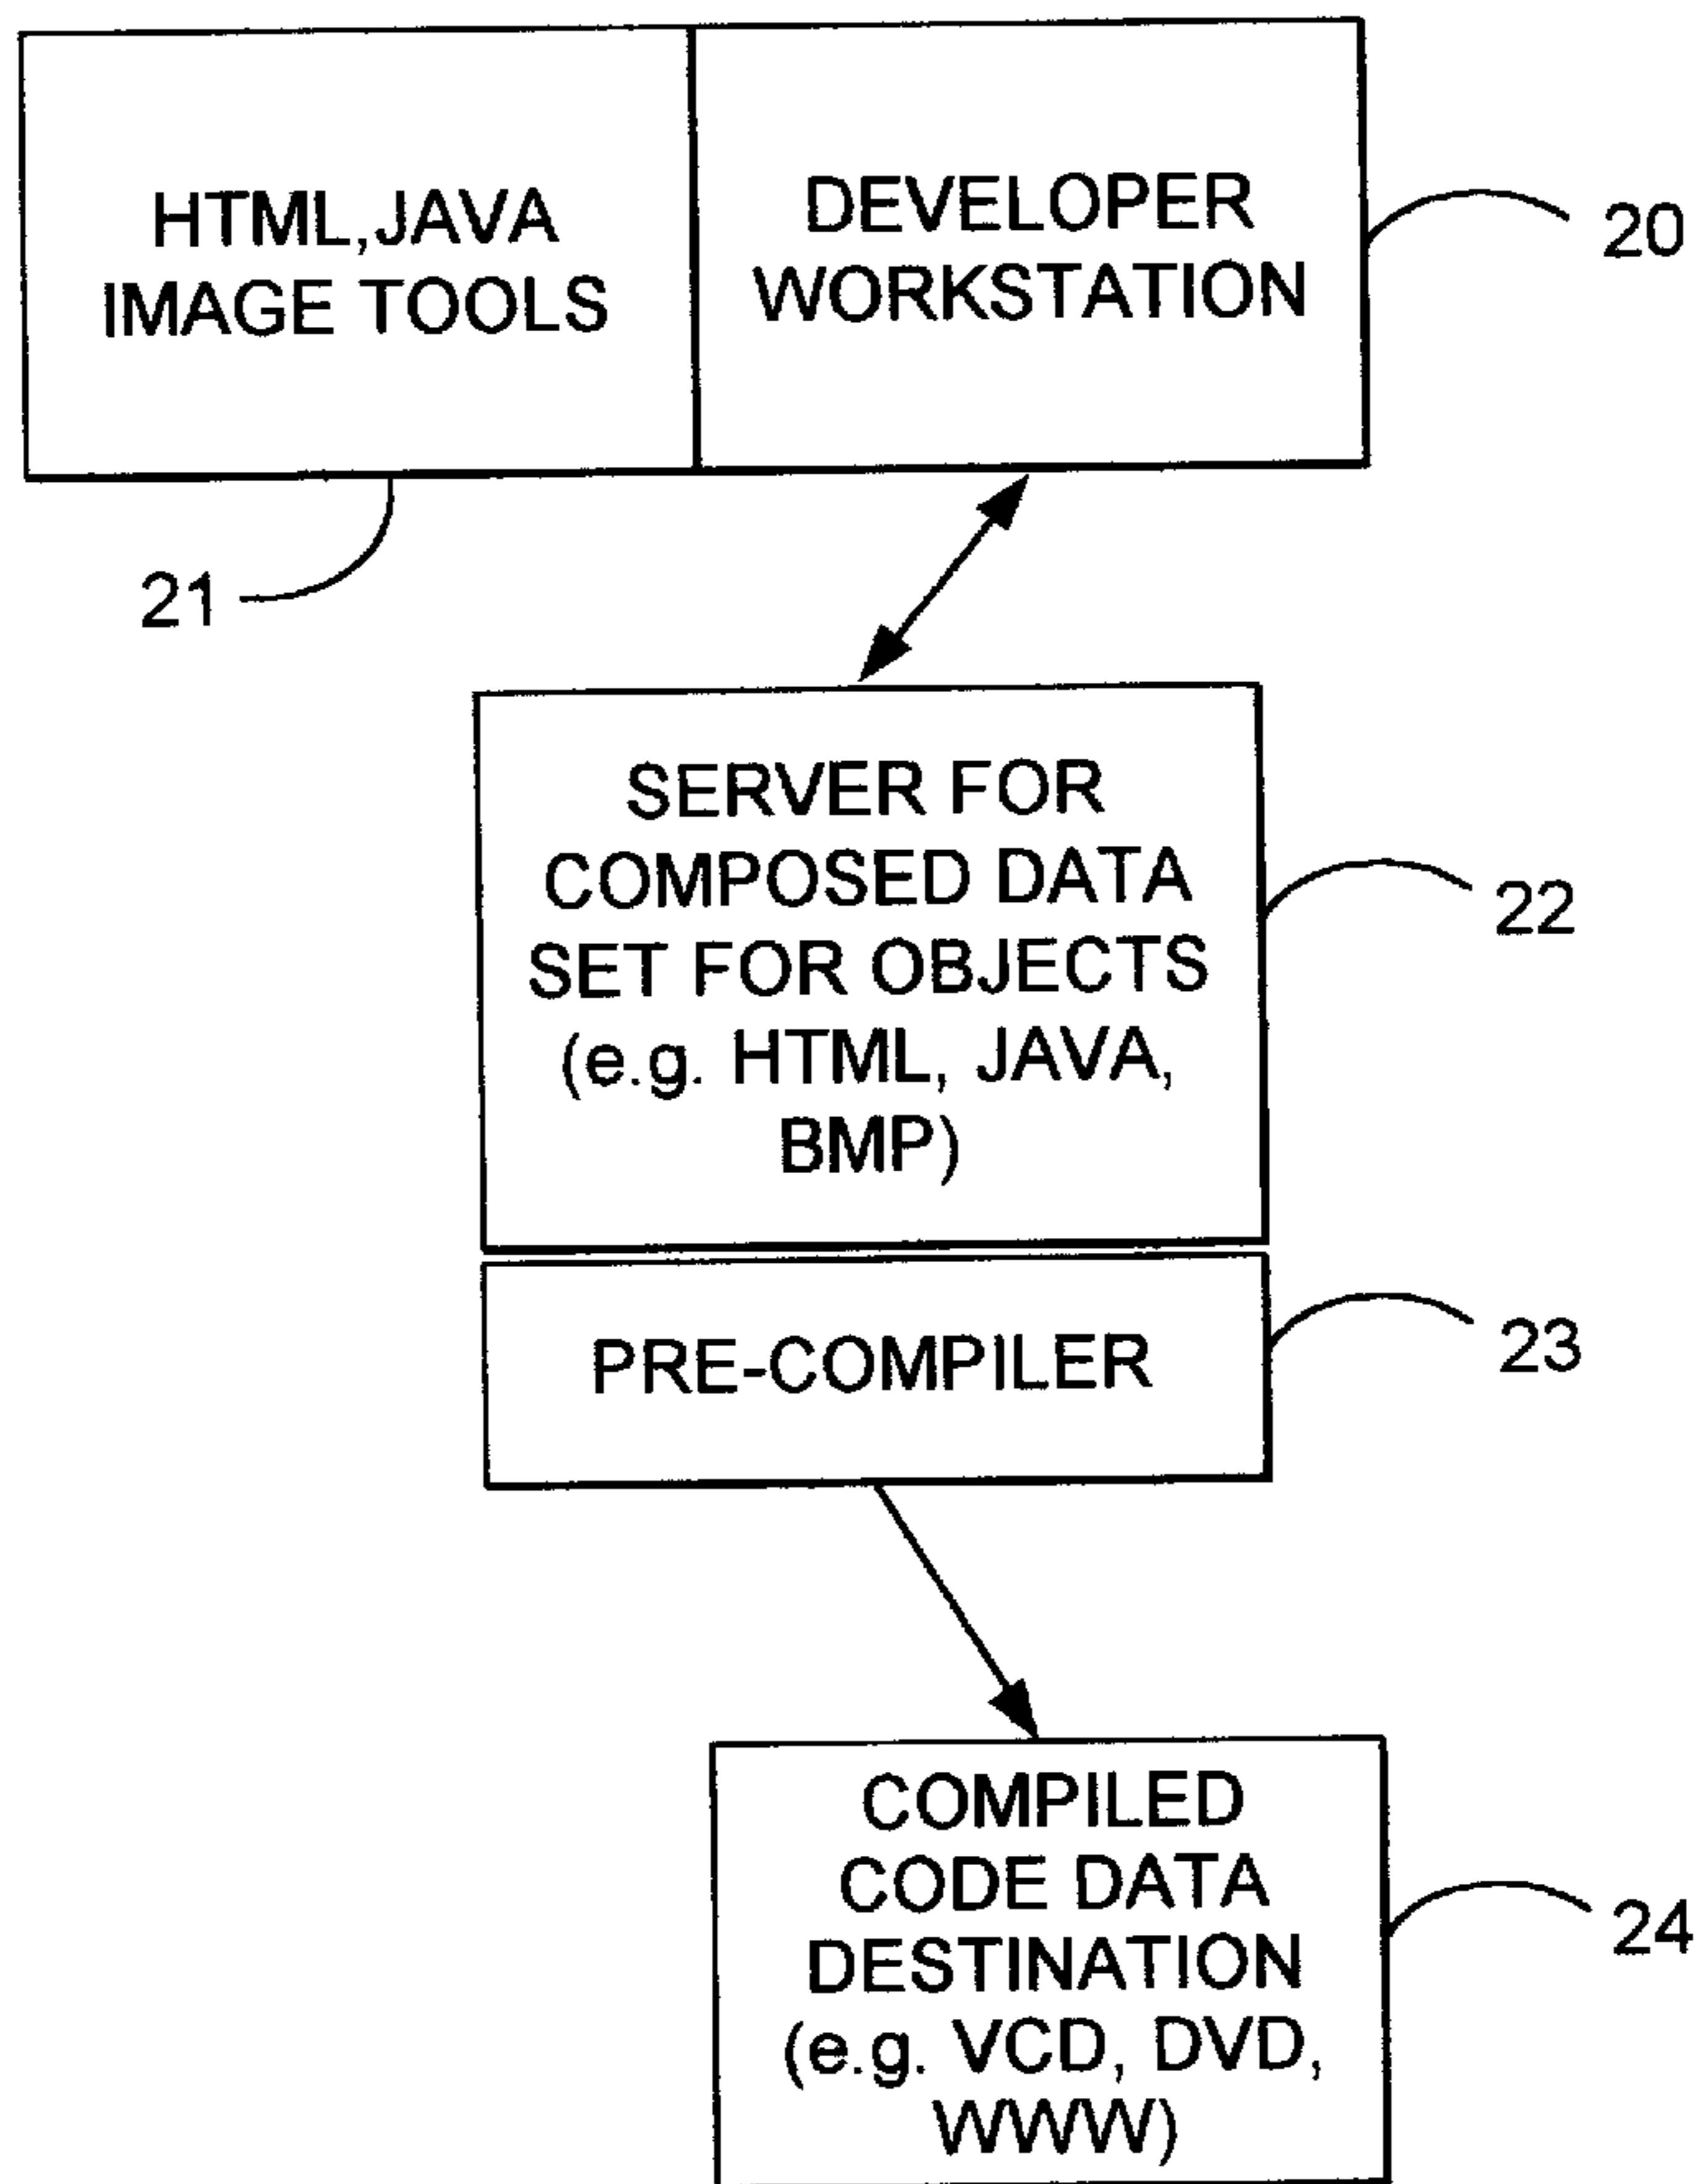 HTML,JAVA
IMAGE TOOLS
DEVELOPER
WORKSTATION
20
21
SERVER FOR
COMPOSED DATA
SET FOR OBJECTS
(e.g. HTML, JAVA,
BMP)
22
PRE-COMPILER
23
COMPILED
CODE DATA
DESTINATION
(e.g. VCD, DVD,
WWW)
24